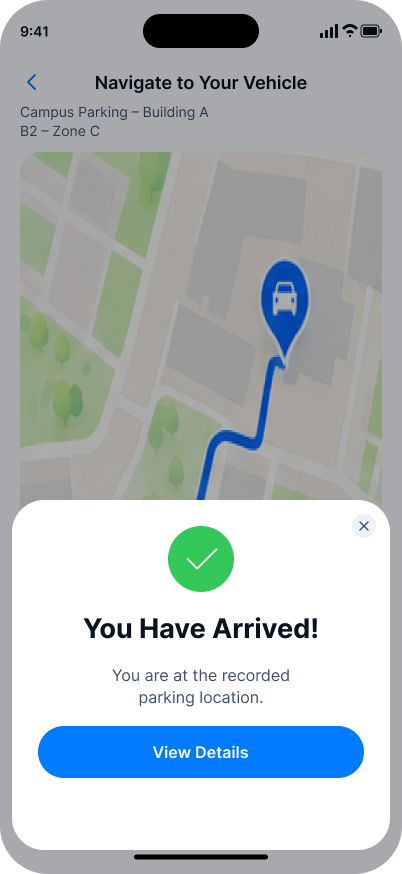 9:41
Navigate to Your Vehicle
Campus Parking – Building A
B2 – Zone C
You Have Arrived!
You are at the recorded
parking location.
View Details